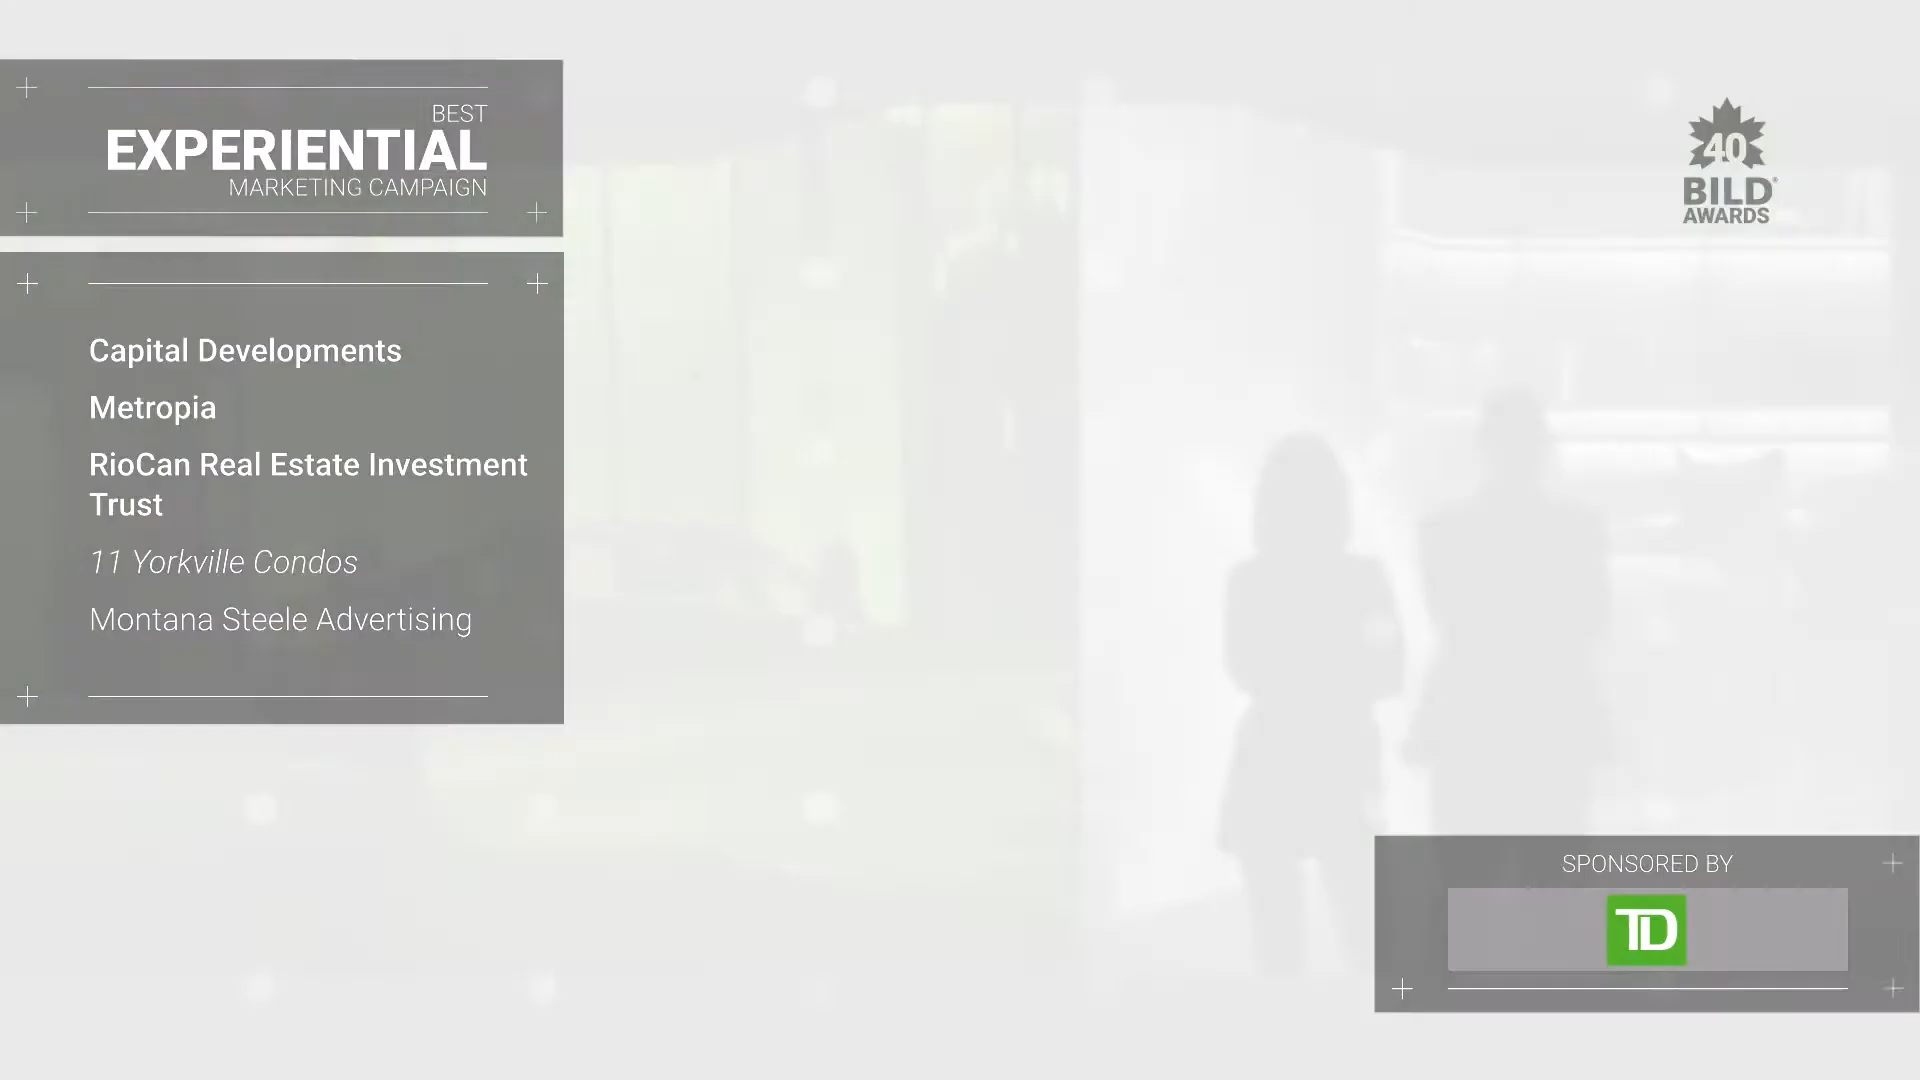 BEST
EXPERIENTIAL
MARKETING CAMPAIGN
Capital Developments
Metropia
RioCan Real Estate Investment
Trust
11 Yorkville Condos
Montana Steele Advertising
40
BILD®
AWARDS
SPONSORED BY
TD